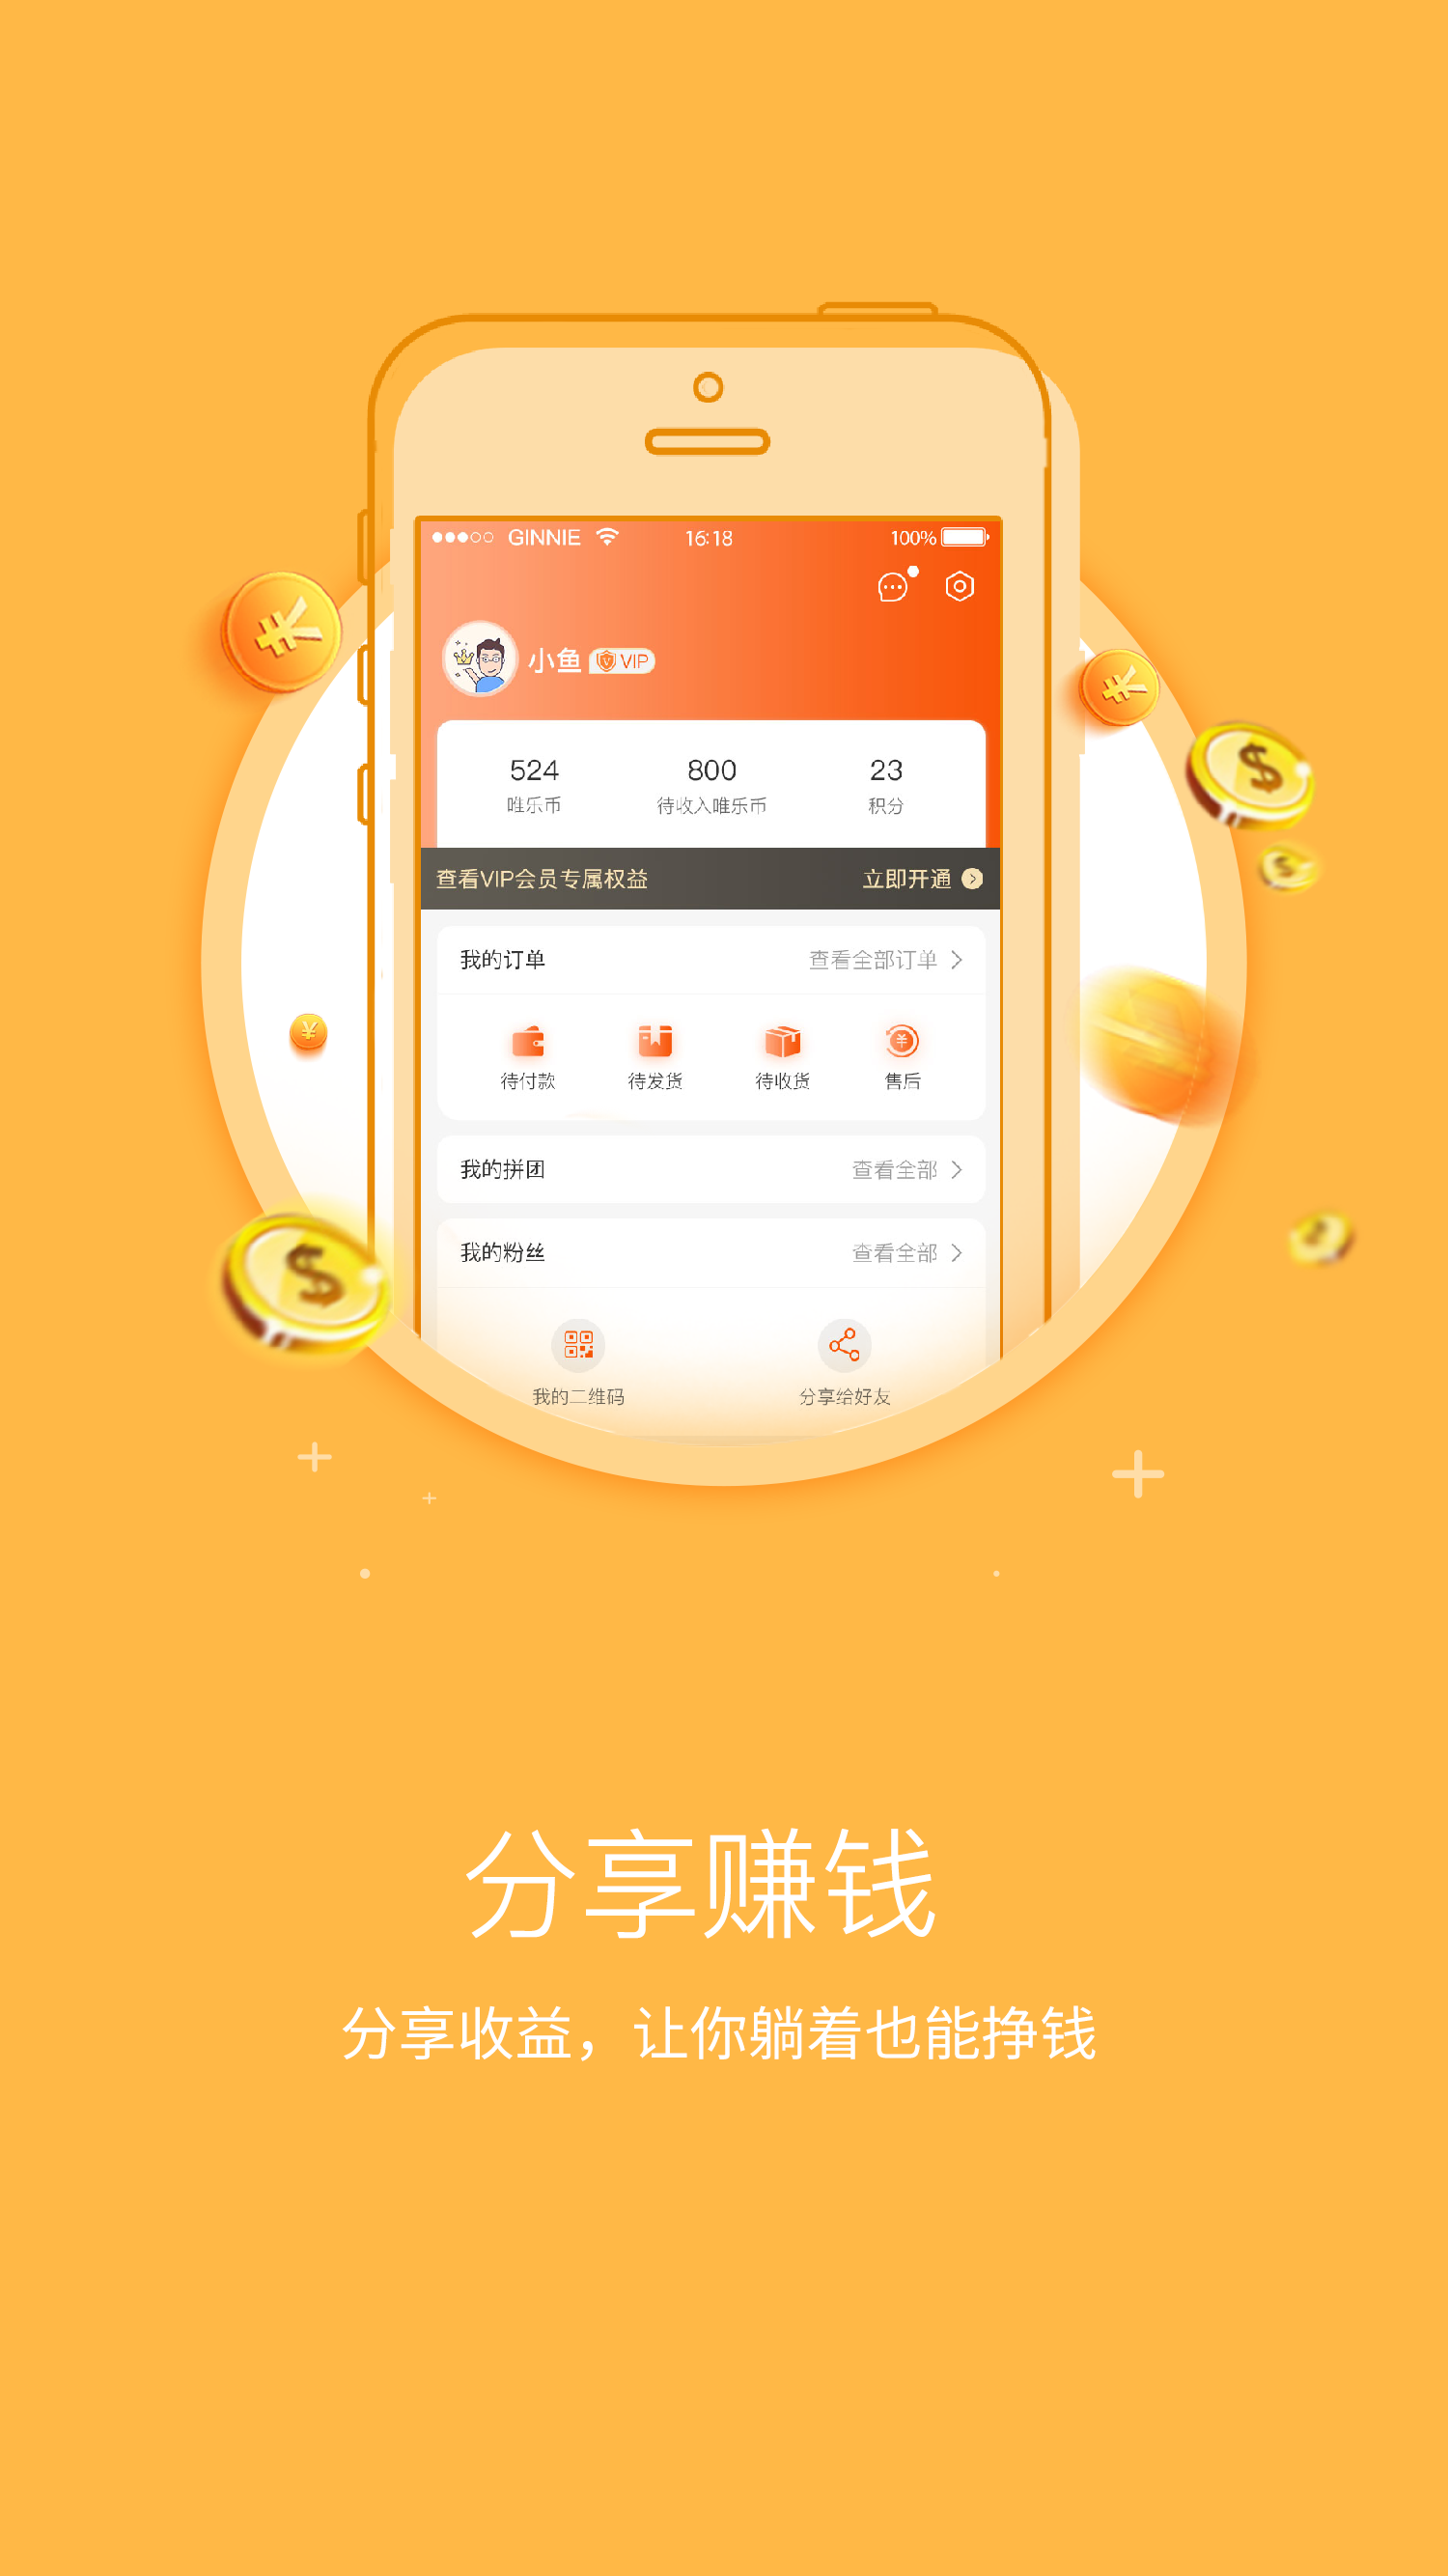 GINNIE 16:18 100%
小鱼 VIP
524 800 23
唯乐币 待收入唯乐币 积分
查看VIP会员专属权益 立即开通
我的订单 查看全部订单
待付款 待发货 待收货 售后
我的拼团 查看全部
我的粉丝 查看全部
我的二维码 分享给好友
分享赚钱
分享收益，让你躺着也能挣钱